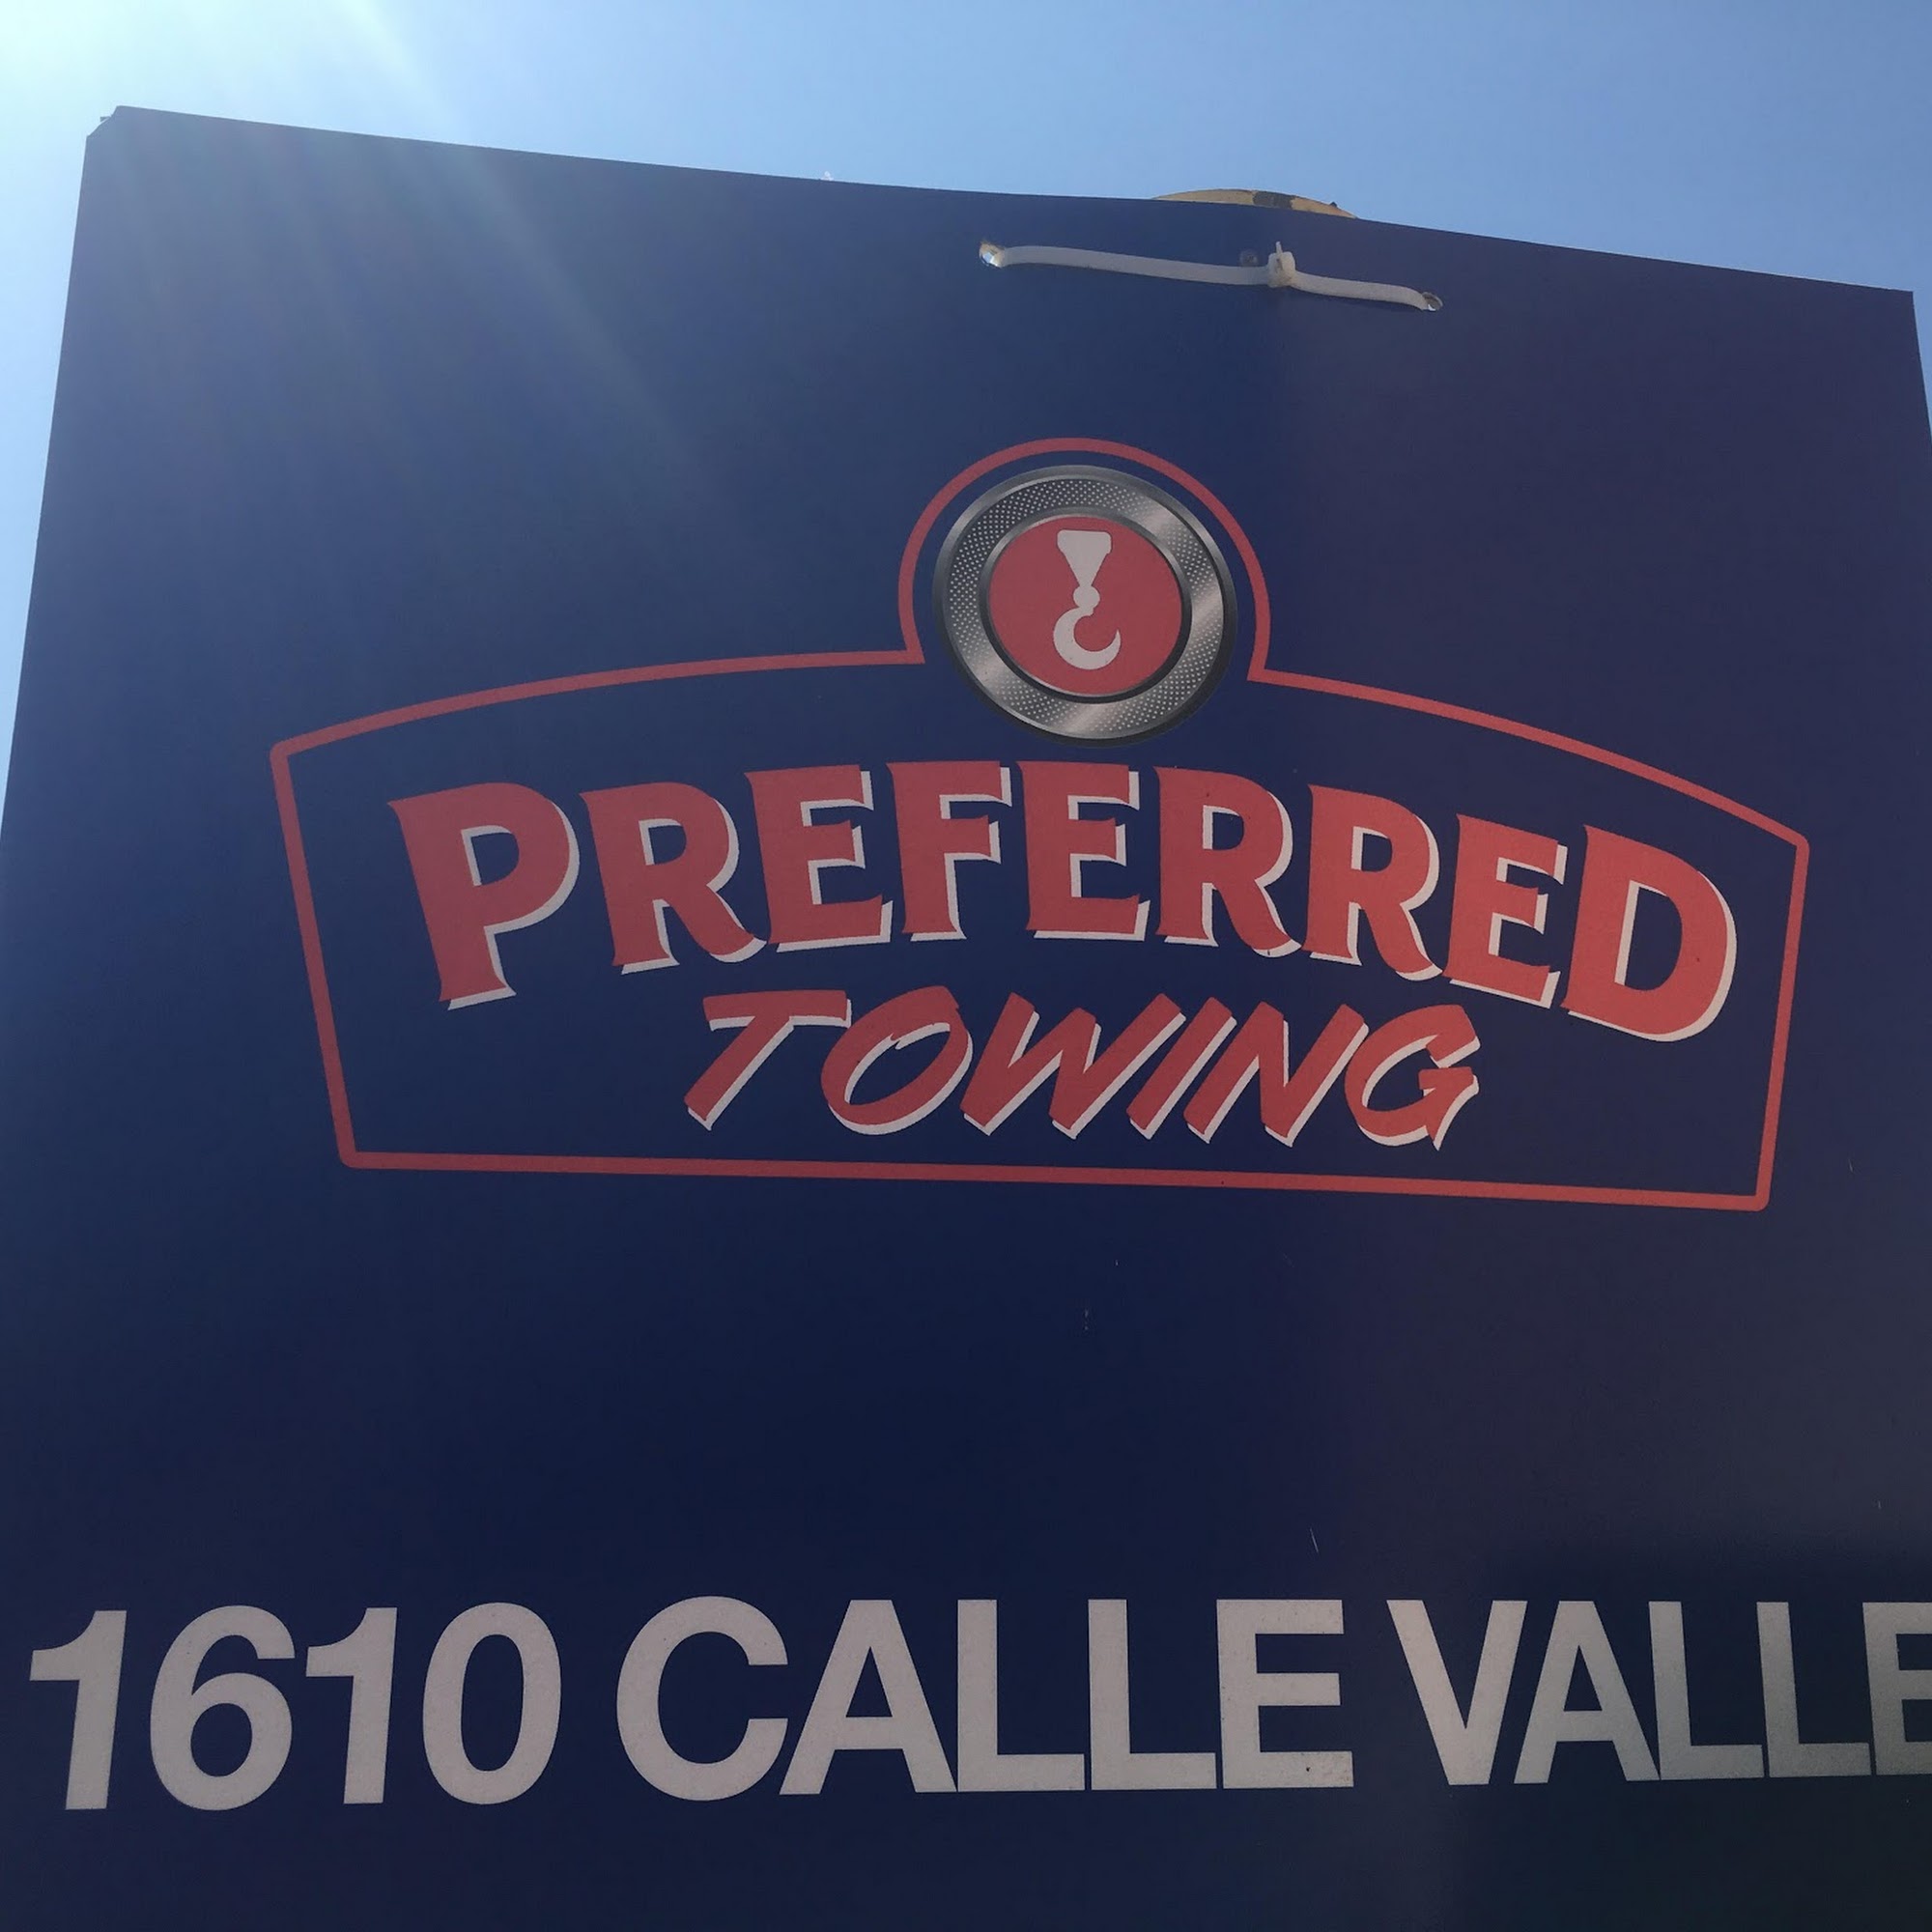 PREFERRED
TOWING
1610 CALLE VALLE